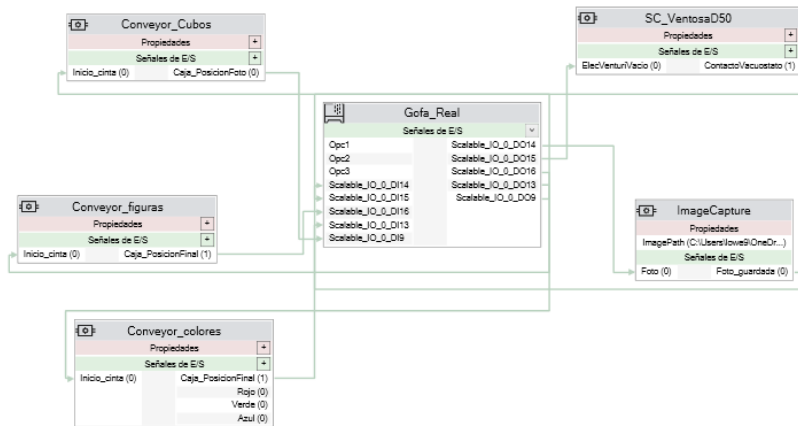 Conveyor_Cubos
Propiedades
Señales de E/S
Inicio_cinta (0) Caja_PosicionFoto (0)
SC_VentosaD50
Propiedades
Señales de E/S
ElecVenturiVacio (0) ContactoVacuostato (1)
Gofa_Real
Señales de E/S
Opc1 Scalable_IO_0_DO14
Opc2 Scalable_IO_0_DO15
Opc3 Scalable_IO_0_DO16
Scalable_IO_0_DI14 Scalable_IO_0_DO13
Scalable_IO_0_DI15 Scalable_IO_0_DO9
Scalable_IO_0_DI16
Scalable_IO_0_DI13
Scalable_IO_0_DI9
Conveyor_figuras
Propiedades
Señales de E/S
Inicio_cinta (0) Caja_PosicionFinal (1)
ImageCapture
Propiedades
ImagePath (C:\Users\lowe9\OneDr...)
Señales de E/S
Foto (0) Foto_guardada (0)
Conveyor_colores
Propiedades
Señales de E/S
Inicio_cinta (0) Caja_PosicionFinal (1)
Rojo (0)
Verde (0)
Azul (0)